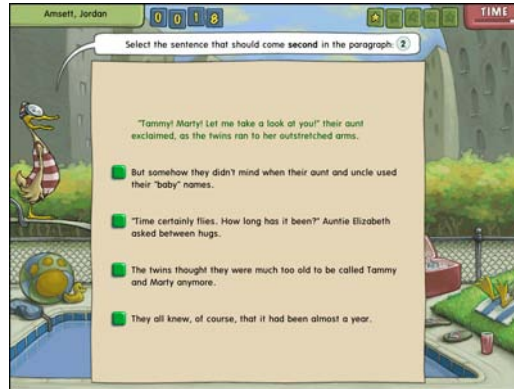 Amsett, Jordan
0 0 1 8
TIME
Select the sentence that should come second in the paragraph: 2
"Tammy! Marty! Let me take a look at you!" their aunt
exclaimed, as the twins ran to her outstretched arms.
But somehow they didn't mind when their aunt and uncle used
their "baby" names.
"Time certainly flies. How long has it been?" Auntie Elizabeth
asked between hugs.
The twins thought they were much too old to be called Tammy
and Marty anymore.
They all knew, of course, that it had been almost a year.